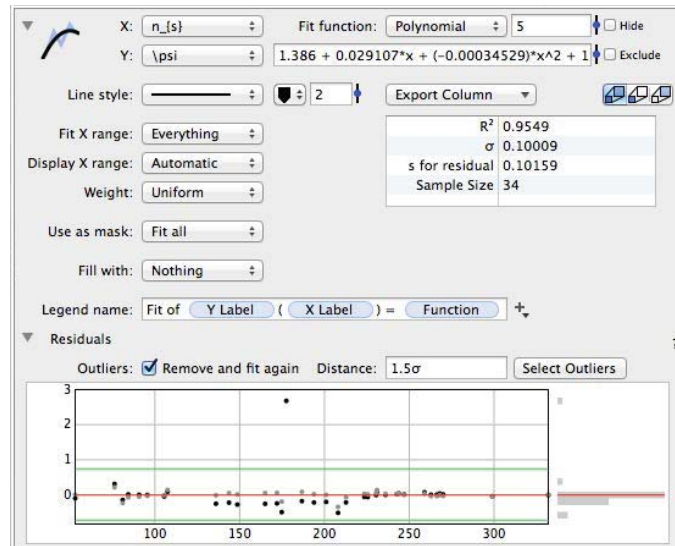 X: n_{s} Fit function: Polynomial 5 Hide
Y: \psi 1.386 + 0.029107*x + (-0.00034529)*x^2 + 1 Exclude
Line style: 2 Export Column
Fit X range: Everything
Display X range: Automatic
Weight: Uniform
Use as mask: Fit all
Fill with: Nothing
R² 0.9549
σ 0.10009
s for residual 0.10159
Sample Size 34
Legend name: Fit of Y Label ( X Label ) = Function +
Residuals
Outliers: Remove and fit again Distance: 1.5σ Select Outliers
3
2
1
0
100 150 200 250 300